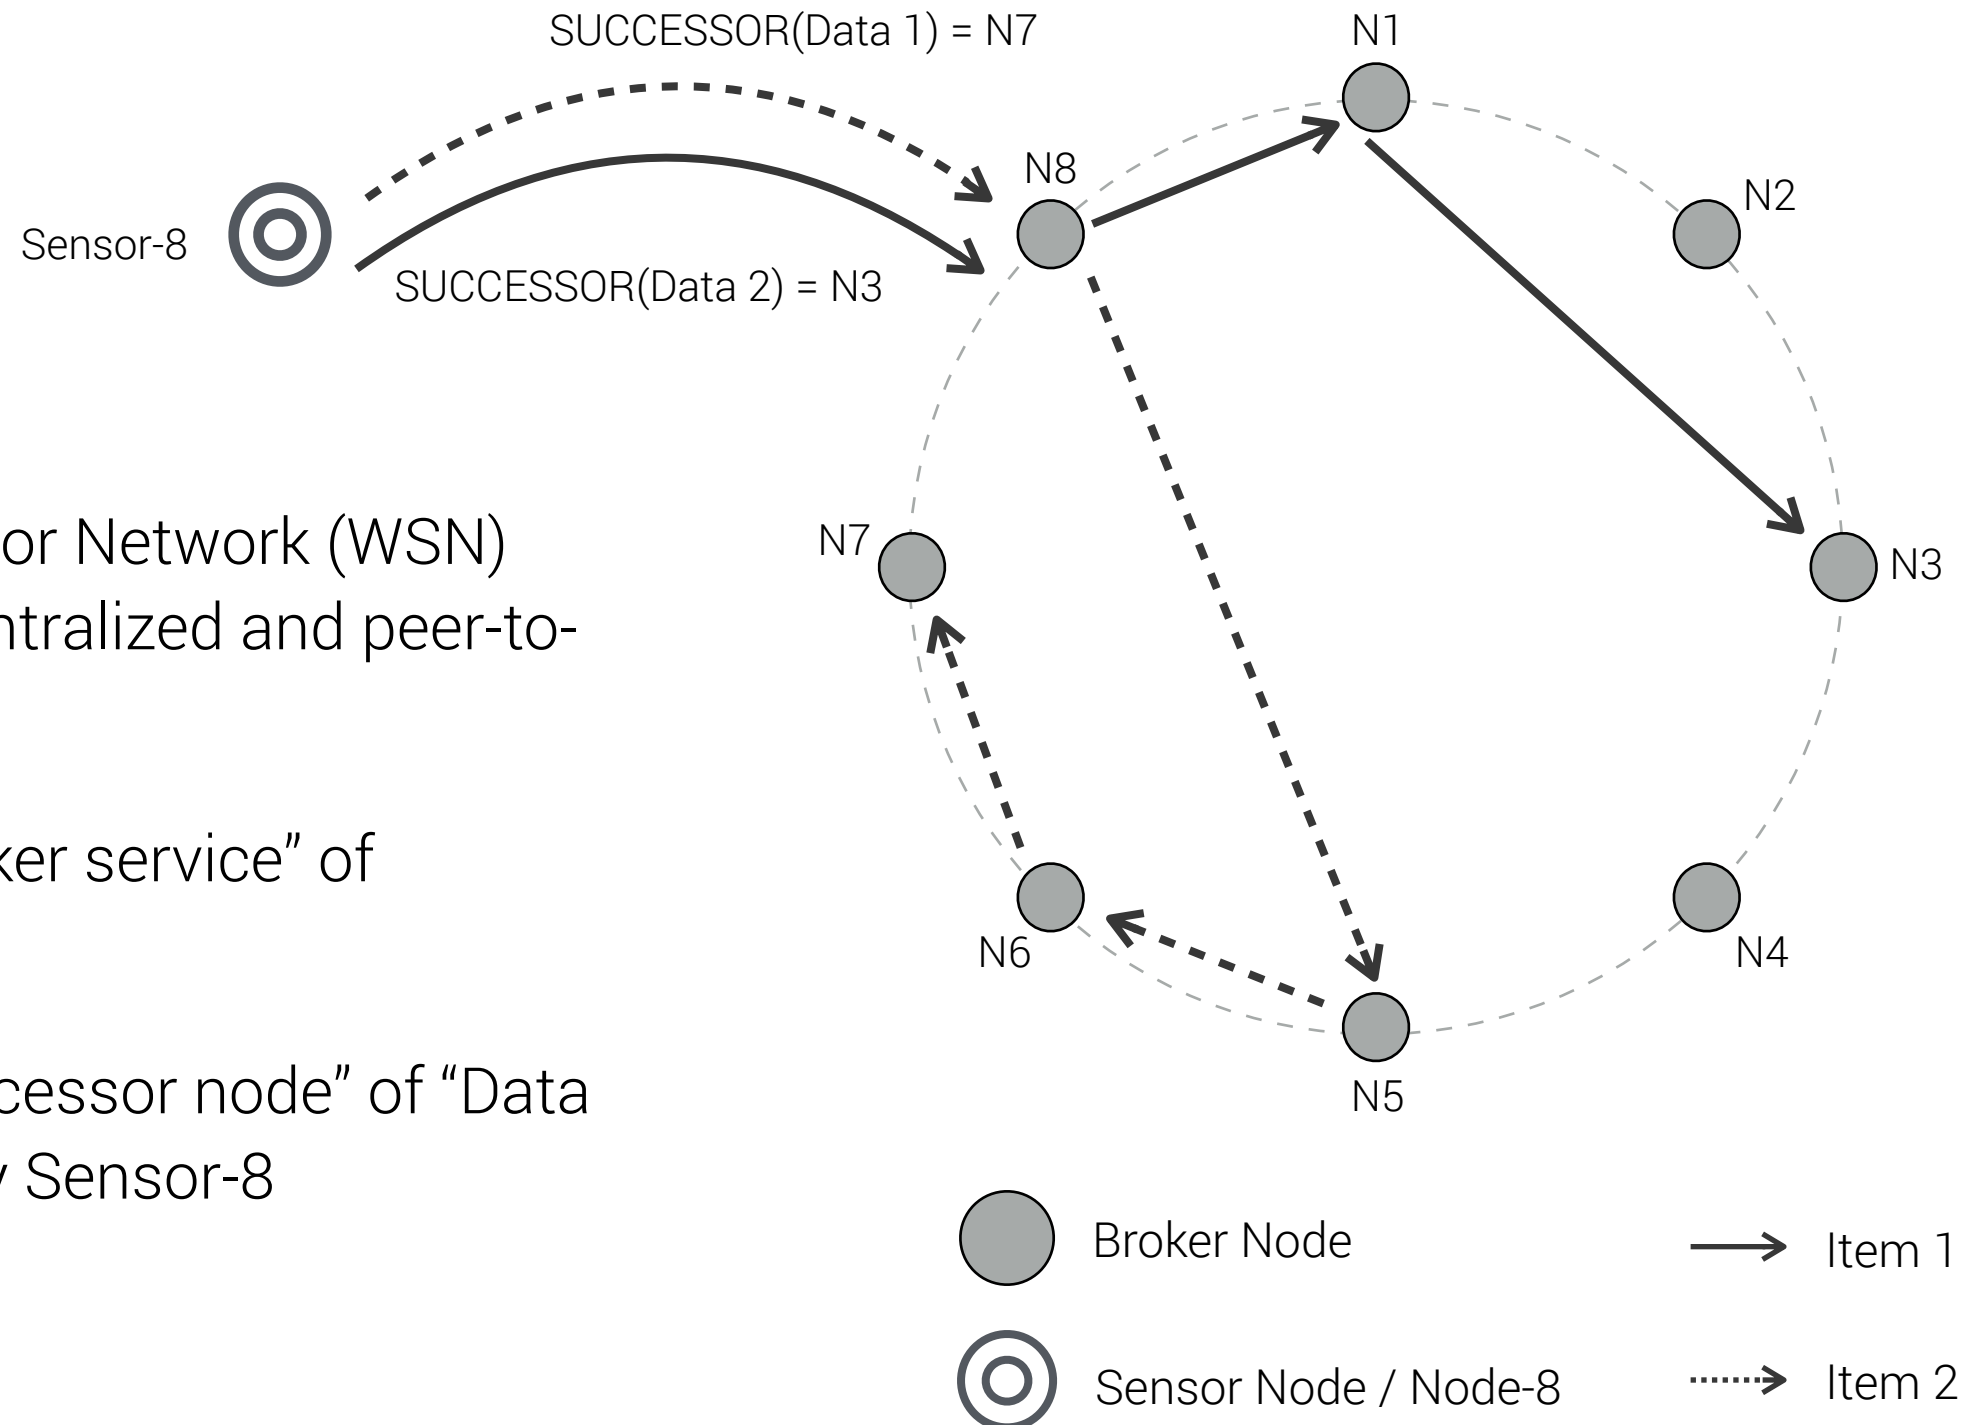 SUCCESSOR(Data 1) = N7
N1
N8
N2
Sensor-8
SUCCESSOR(Data 2) = N3
or Network (WSN)
N7
N3
ntralized and peer-to-
ker service” of
N6
N4
cessor node” of “Data
N5
Sensor-8
Broker Node
Item 1
Sensor Node / Node-8
Item 2